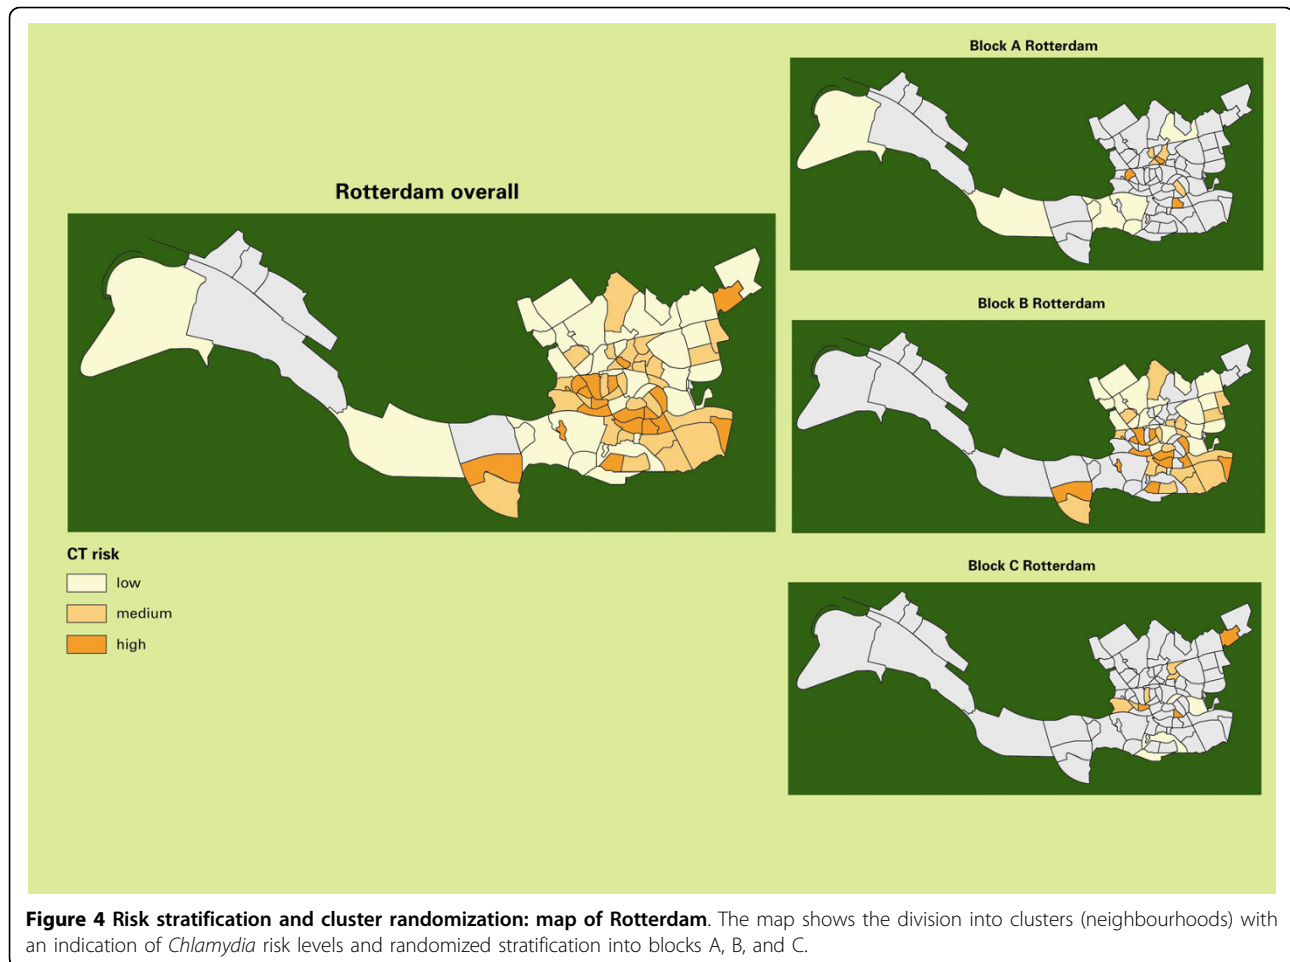 Block A Rotterdam
Rotterdam overall
Block B Rotterdam
CT risk
low
medium
high
Block C Rotterdam
Figure 4 Risk stratification and cluster randomization: map of Rotterdam. The map shows the division into clusters (neighbourhoods) with
an indication of Chlamydia risk levels and randomized stratification into blocks A, B, and C.